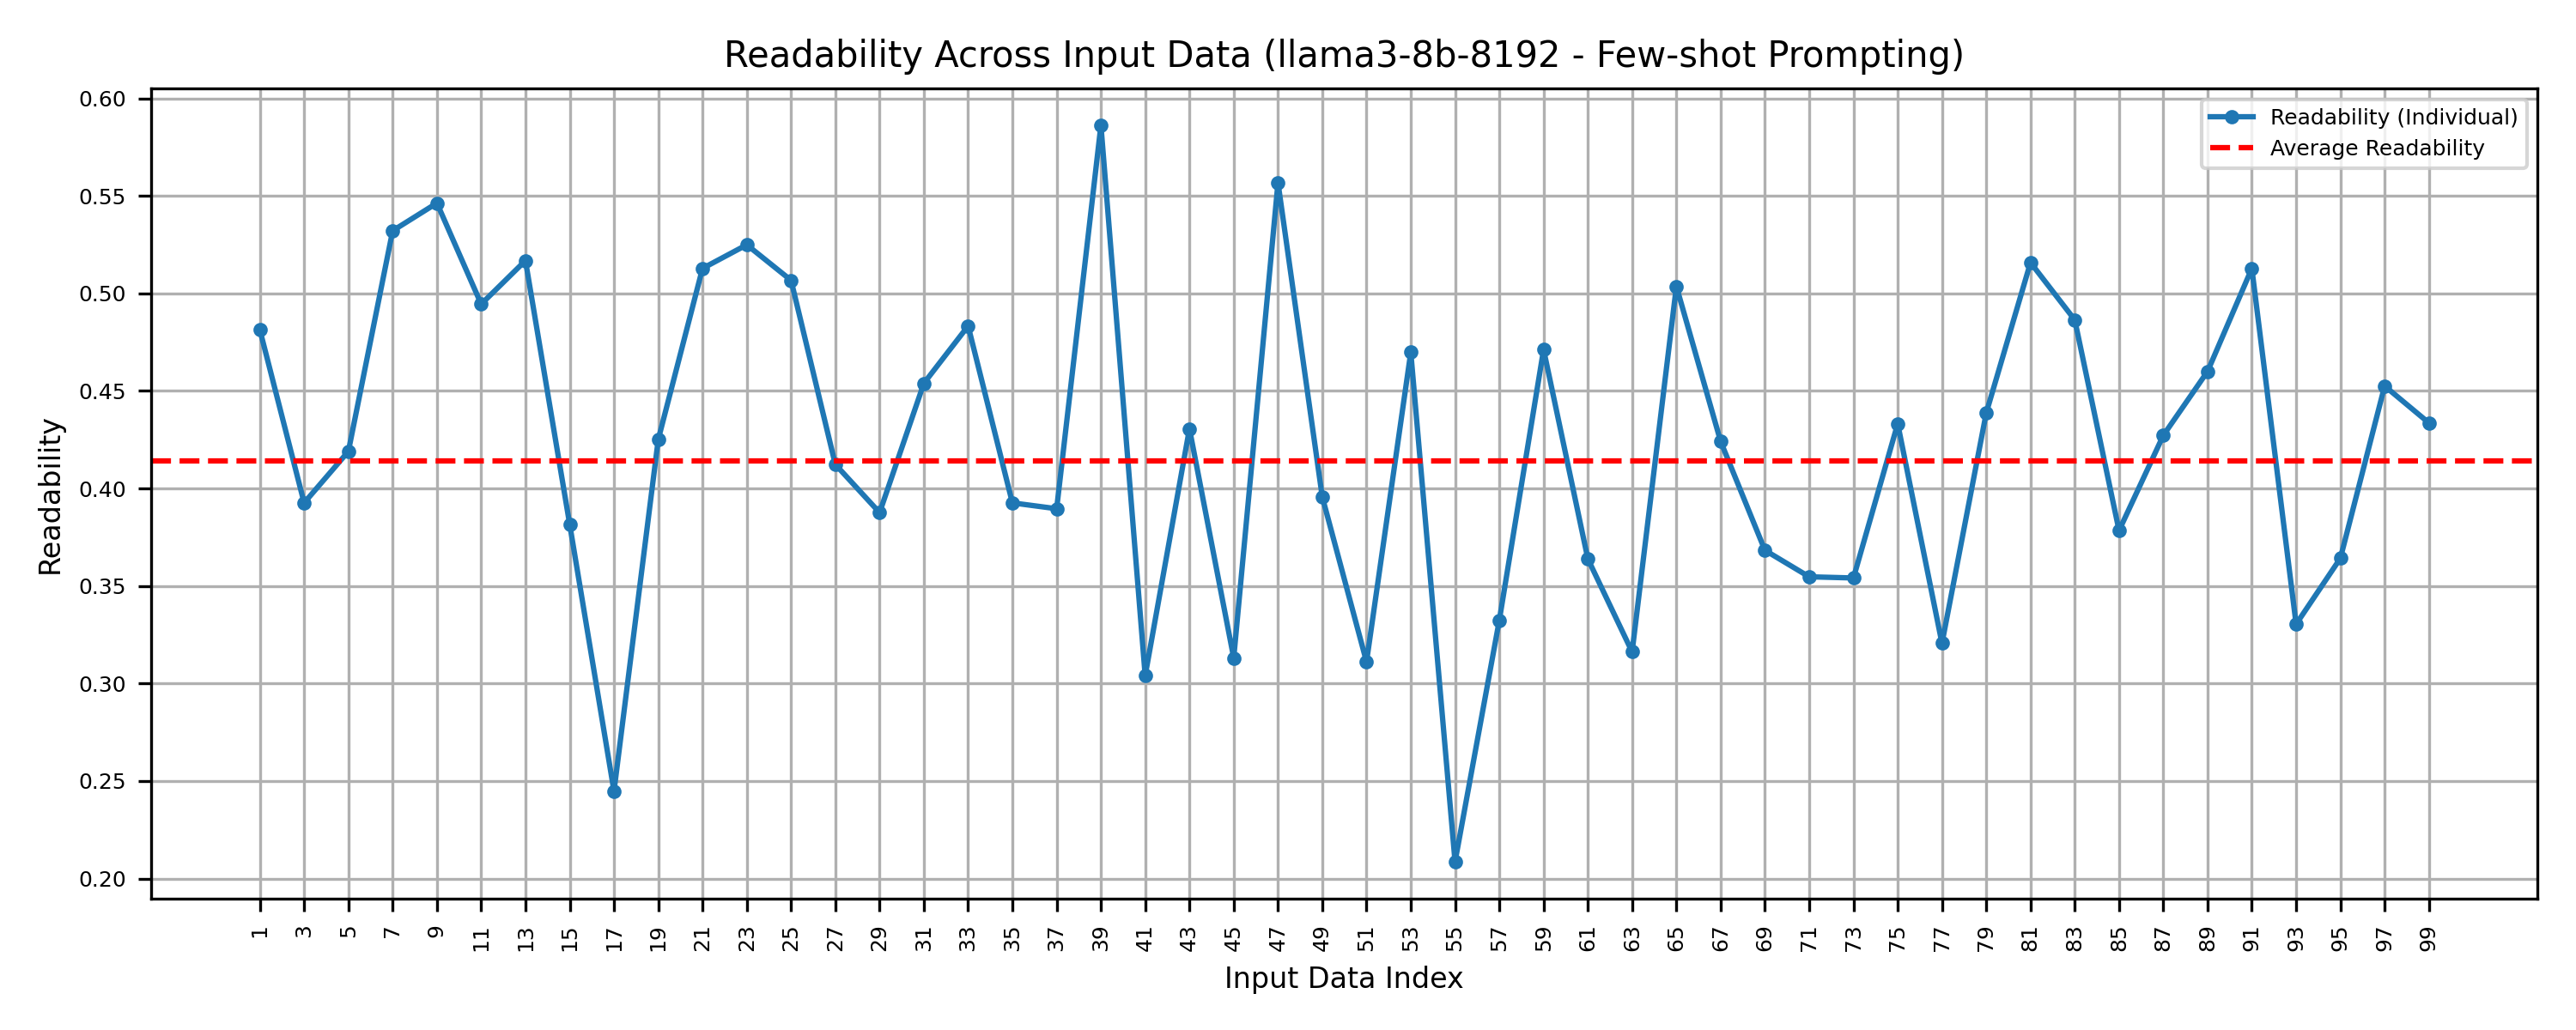 Readability Across Input Data (llama3-8b-8192 - Few-shot Prompting)
Readability (Individual)
Average Readability
Readability
0.60
0.55
0.50
0.45
0.40
0.35
0.30
0.25
0.20
1 3 5 7 9 11 13 15 17 19 21 23 25 27 29 31 33 35 37 39 41 43 45 47 49 51 53 55 57 59 61 63 65 67 69 71 73 75 77 79 81 83 85 87 89 91 93 95 97 99
Input Data Index